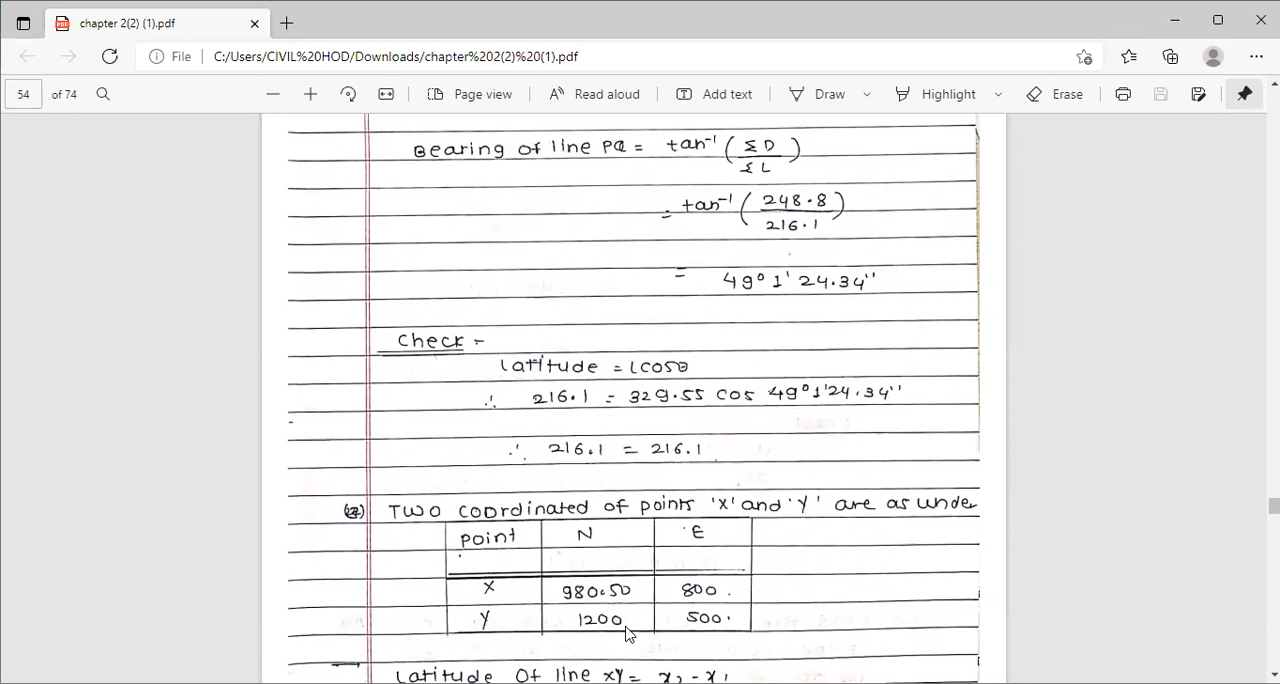 chapter 2(2) (1).pdf
File C:/Users/CIVIL%20HOD/Downloads/chapter%202(2)%20(1).pdf
54 of 74 Page view Read aloud Add text Draw Highlight Erase
Bearing of line PQ = tan⁻¹ (ΣD/ΣL)
= tan⁻¹ (248.8/216.1)
= 49° 1' 24.34"
Check -
Latitude = lcosθ
∴ 216.1 = 329.55 cos 49°1'24.34"
∴ 216.1 = 216.1
Two coordinated of points 'X' and 'Y' are as under
point N E
X 980.50 800.
Y 1200 500.
Latitude Of line xy = x₂ - x₁